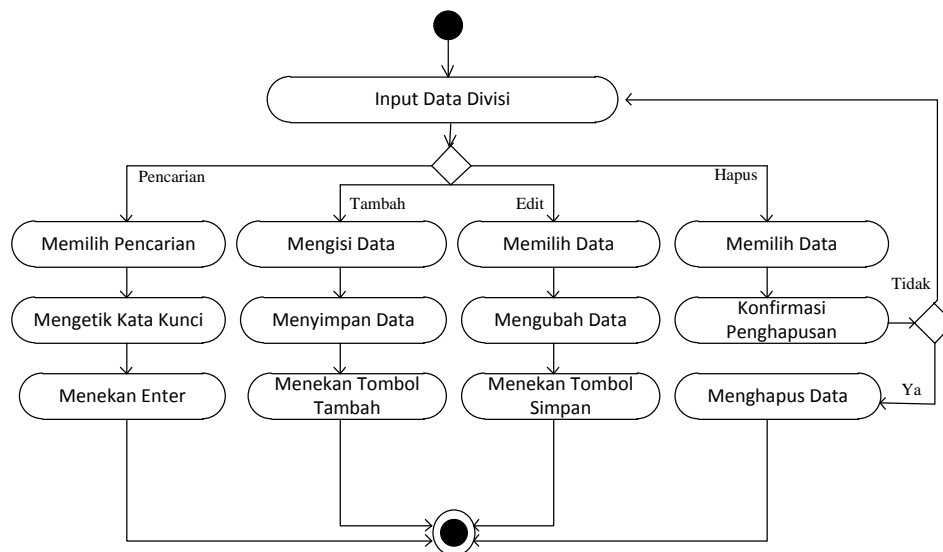 Input Data Divisi
Pencarian
Hapus
Tambah
Edit
Memilih Pencarian
Mengisi Data
Memilih Data
Memilih Data
Tidak
Mengetik Kata Kunci
Menyimpan Data
Mengubah Data
Konfirmasi
Penghapusan
Menekan Enter
Menekan Tombol
Tambah
Menekan Tombol
Simpan
Menghapus Data
Ya